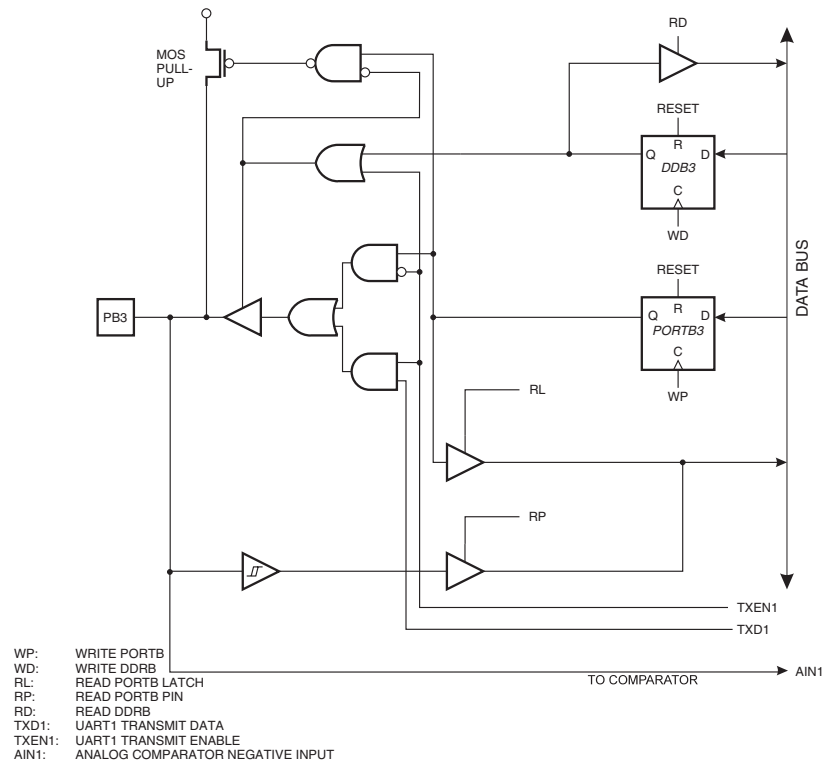 RD
MOS
PULL-
UP
RESET
R
Q
D
DDB3
C
WD
DATA BUS
RESET
R
Q
D
PORTB3
C
WP
PB3
RL
RP
TXEN1
TXD1
TO COMPARATOR
AIN1
WP: WRITE PORTB
WD: WRITE DDRB
RL: READ PORTB LATCH
RP: READ PORTB PIN
RD: READ DDRB
TXD1: UART1 TRANSMIT DATA
TXEN1: UART1 TRANSMIT ENABLE
AIN1: ANALOG COMPARATOR NEGATIVE INPUT